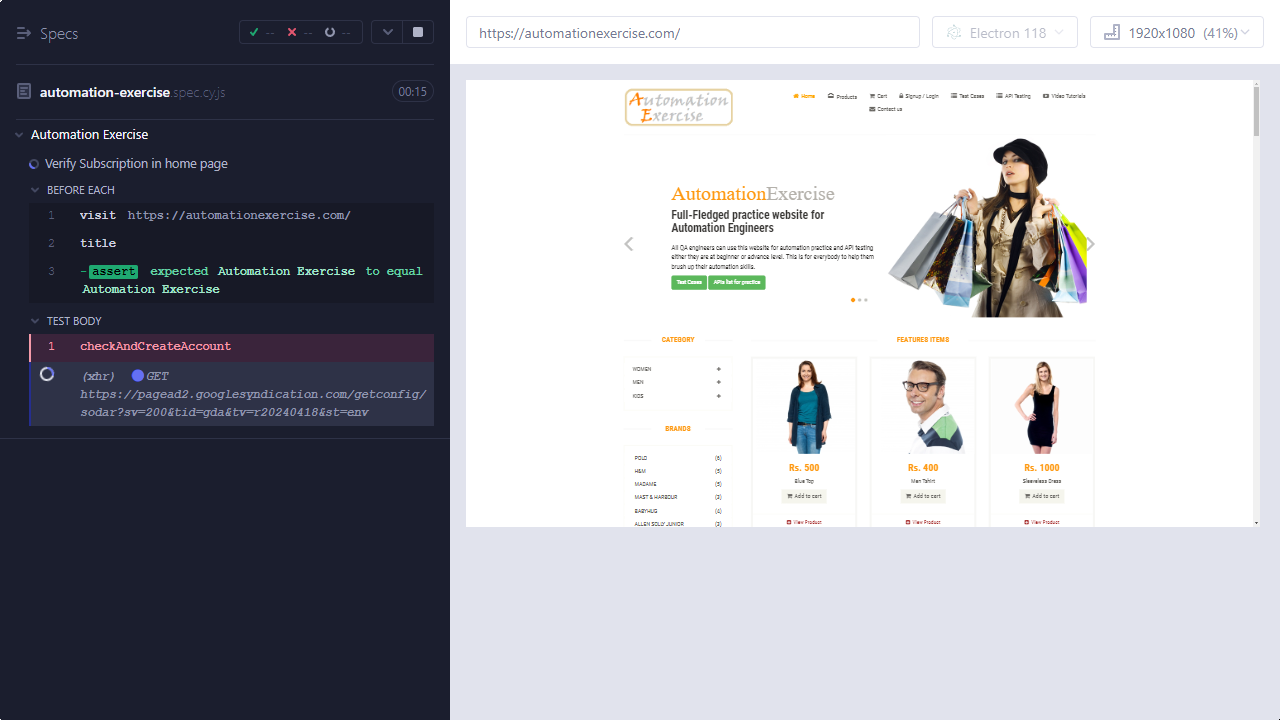 Specs
--
--
--
https://automationexercise.com/
Electron 118
1920x1080 (41%)
automation-exercise.spec.cy.js
00:15
Automation Exercise
Verify Subscription in home page
BEFORE EACH
1 visit https://automationexercise.com/
2 title
3 -assert expected Automation Exercise to equal
Automation Exercise
TEST BODY
1 checkAndCreateAccount
(xhr) GET
https://pagead2.googlesyndication.com/getconfig/
sodar?sv=200&tid=gda&tv=r20240418&st=env
Automation
Exercise
Home
Products
Cart
Signup / Login
Test Cases
API Testing
Video Tutorials
Contact us
AutomationExercise
Full-Fledged practice website for
Automation Engineers
All QA engineers can use this website for automation practice and API testing
either they are at beginner or advance level. This is for everybody to help them
brush up their automation skills.
Test Cases
APIs list for practice
CATEGORY
WOMEN +
MEN +
KIDS +
BRANDS
POLO (6)
H&M (5)
MADAME (5)
MAST & HARBOUR (3)
BABYHUG (4)
ALLEN SOLLY JUNIOR (3)
FEATURES ITEMS
Rs. 500
Blue Top
Add to cart
View Product
Rs. 400
Men Tshirt
Add to cart
View Product
Rs. 1000
Sleeveless Dress
Add to cart
View Product